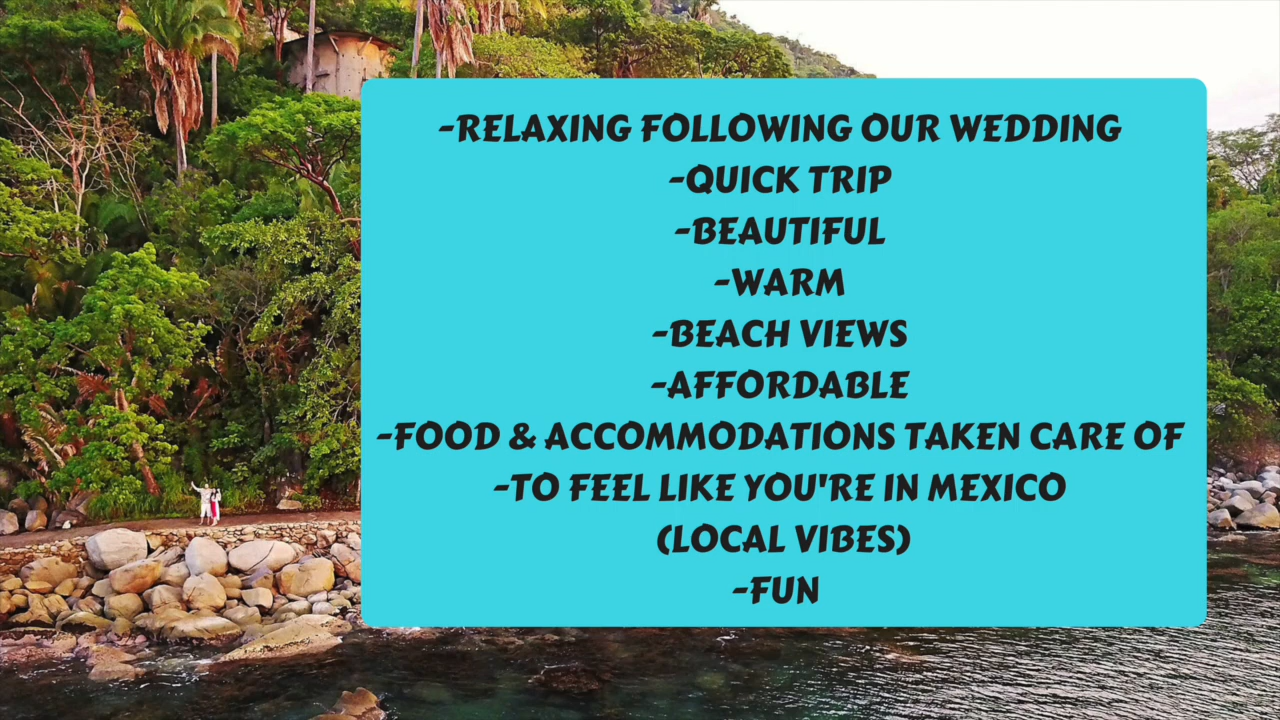 -RELAXING FOLLOWING OUR WEDDING
-QUICK TRIP
-BEAUTIFUL
-WARM
-BEACH VIEWS
-AFFORDABLE
-FOOD & ACCOMMODATIONS TAKEN CARE OF
-TO FEEL LIKE YOU'RE IN MEXICO
(LOCAL VIBES)
-FUN